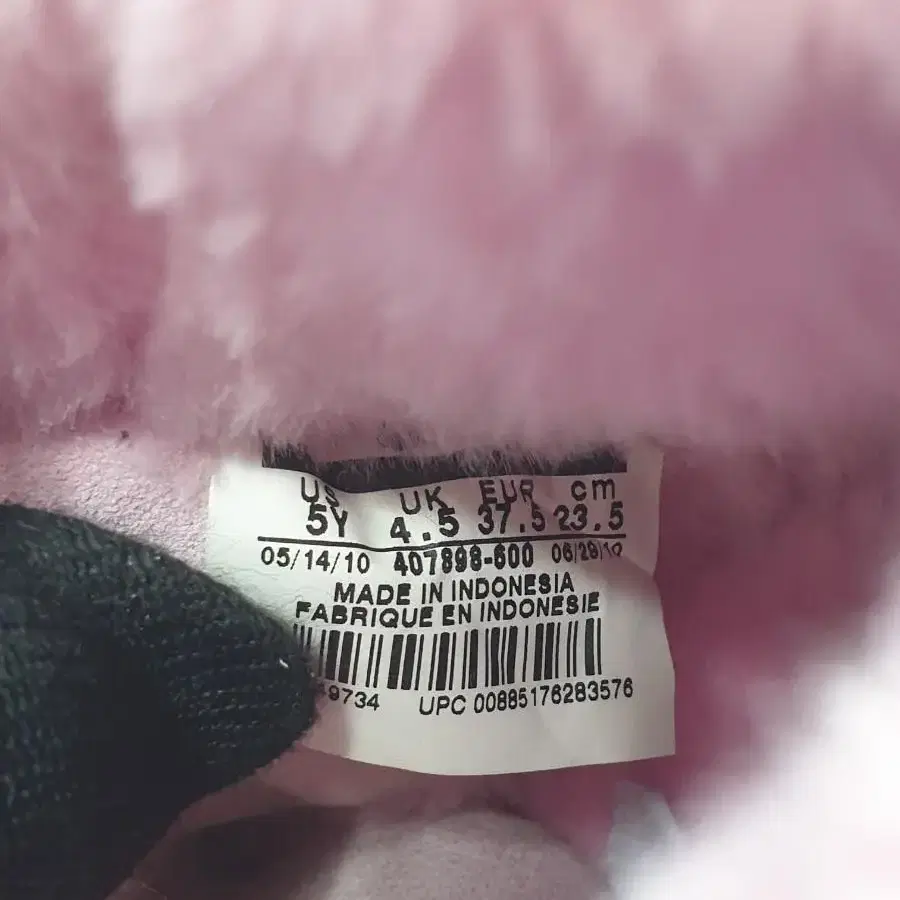 US UK EUR cm
5Y 4.5 37.5 23.5
05/14/10 407898-600 06/28/10
MADE IN INDONESIA
FABRIQUE EN INDONESIE
9734 UPC 00885176283576